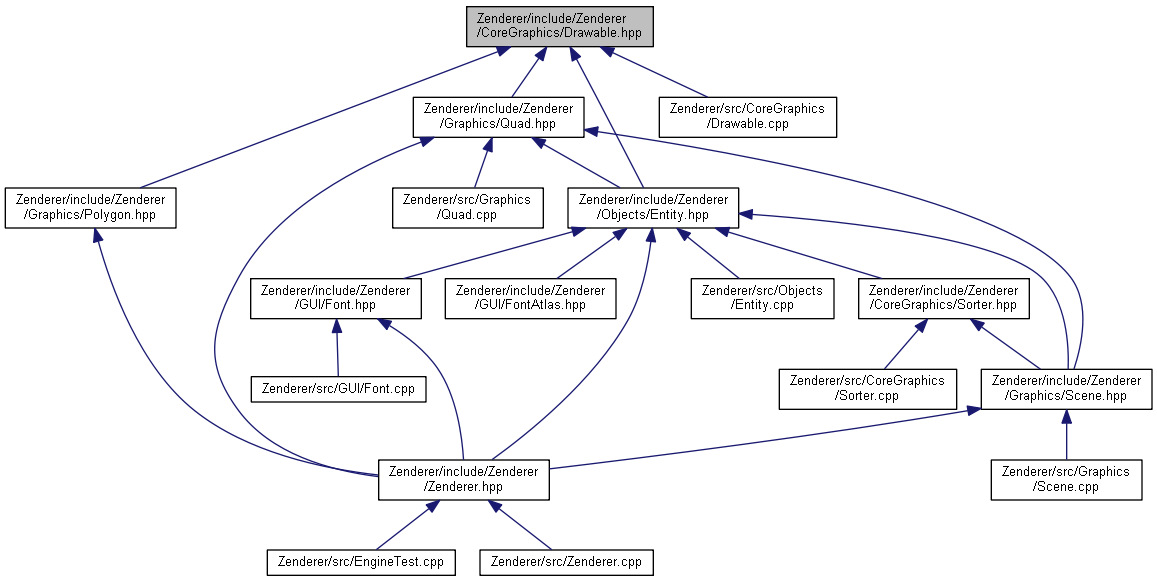 Zenderer/include/Zenderer
/CoreGraphics/Drawable.hpp
Zenderer/include/Zenderer
/Graphics/Quad.hpp
Zenderer/src/CoreGraphics
/Drawable.cpp
Zenderer/include/Zenderer
/Graphics/Polygon.hpp
Zenderer/src/Graphics
/Quad.cpp
Zenderer/include/Zenderer
/Objects/Entity.hpp
Zenderer/include/Zenderer
/GUI/Font.hpp
Zenderer/include/Zenderer
/GUI/FontAtlas.hpp
Zenderer/src/Objects
/Entity.cpp
Zenderer/include/Zenderer
/CoreGraphics/Sorter.hpp
Zenderer/src/GUI/Font.cpp
Zenderer/src/CoreGraphics
/Sorter.cpp
Zenderer/include/Zenderer
/Graphics/Scene.hpp
Zenderer/include/Zenderer
/Zenderer.hpp
Zenderer/src/Graphics
/Scene.cpp
Zenderer/src/EngineTest.cpp
Zenderer/src/Zenderer.cpp